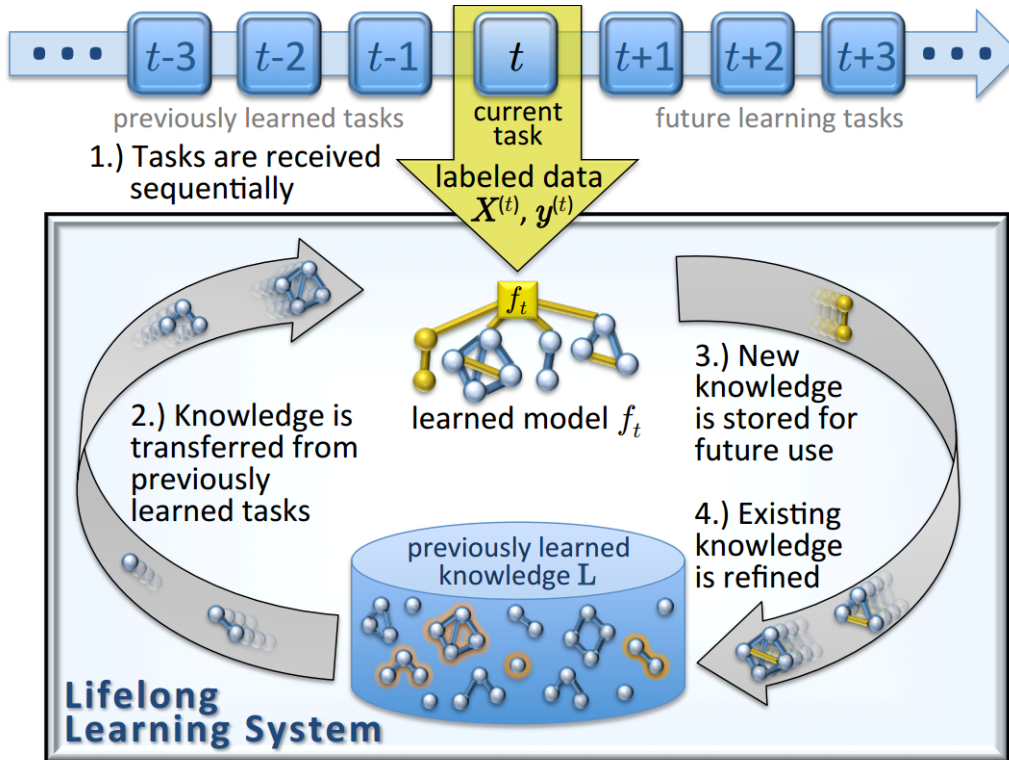 ••• t-3 t-2 t-1 t t+1 t+2 t+3 •••
previously learned tasks
current
task
future learning tasks
1.) Tasks are received
sequentially
labeled data
X⁽ᵗ⁾, y⁽ᵗ⁾
fₜ
learned model fₜ
2.) Knowledge is
transferred from
previously
learned tasks
3.) New
knowledge
is stored for
future use
4.) Existing
knowledge
is refined
previously learned
knowledge L
Lifelong
Learning System